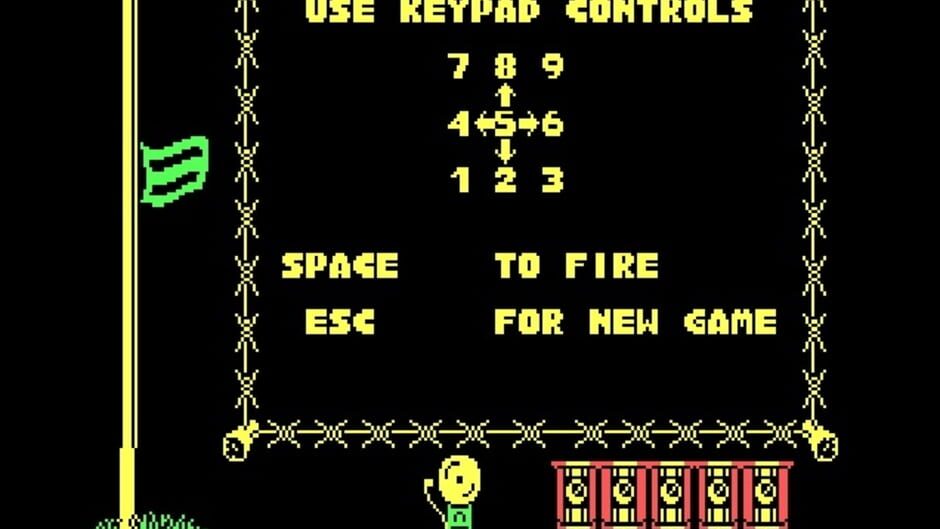 USE KEYPAD CONTROLS
7 8 9
4 5 6
1 2 3
SPACE TO FIRE
ESC FOR NEW GAME